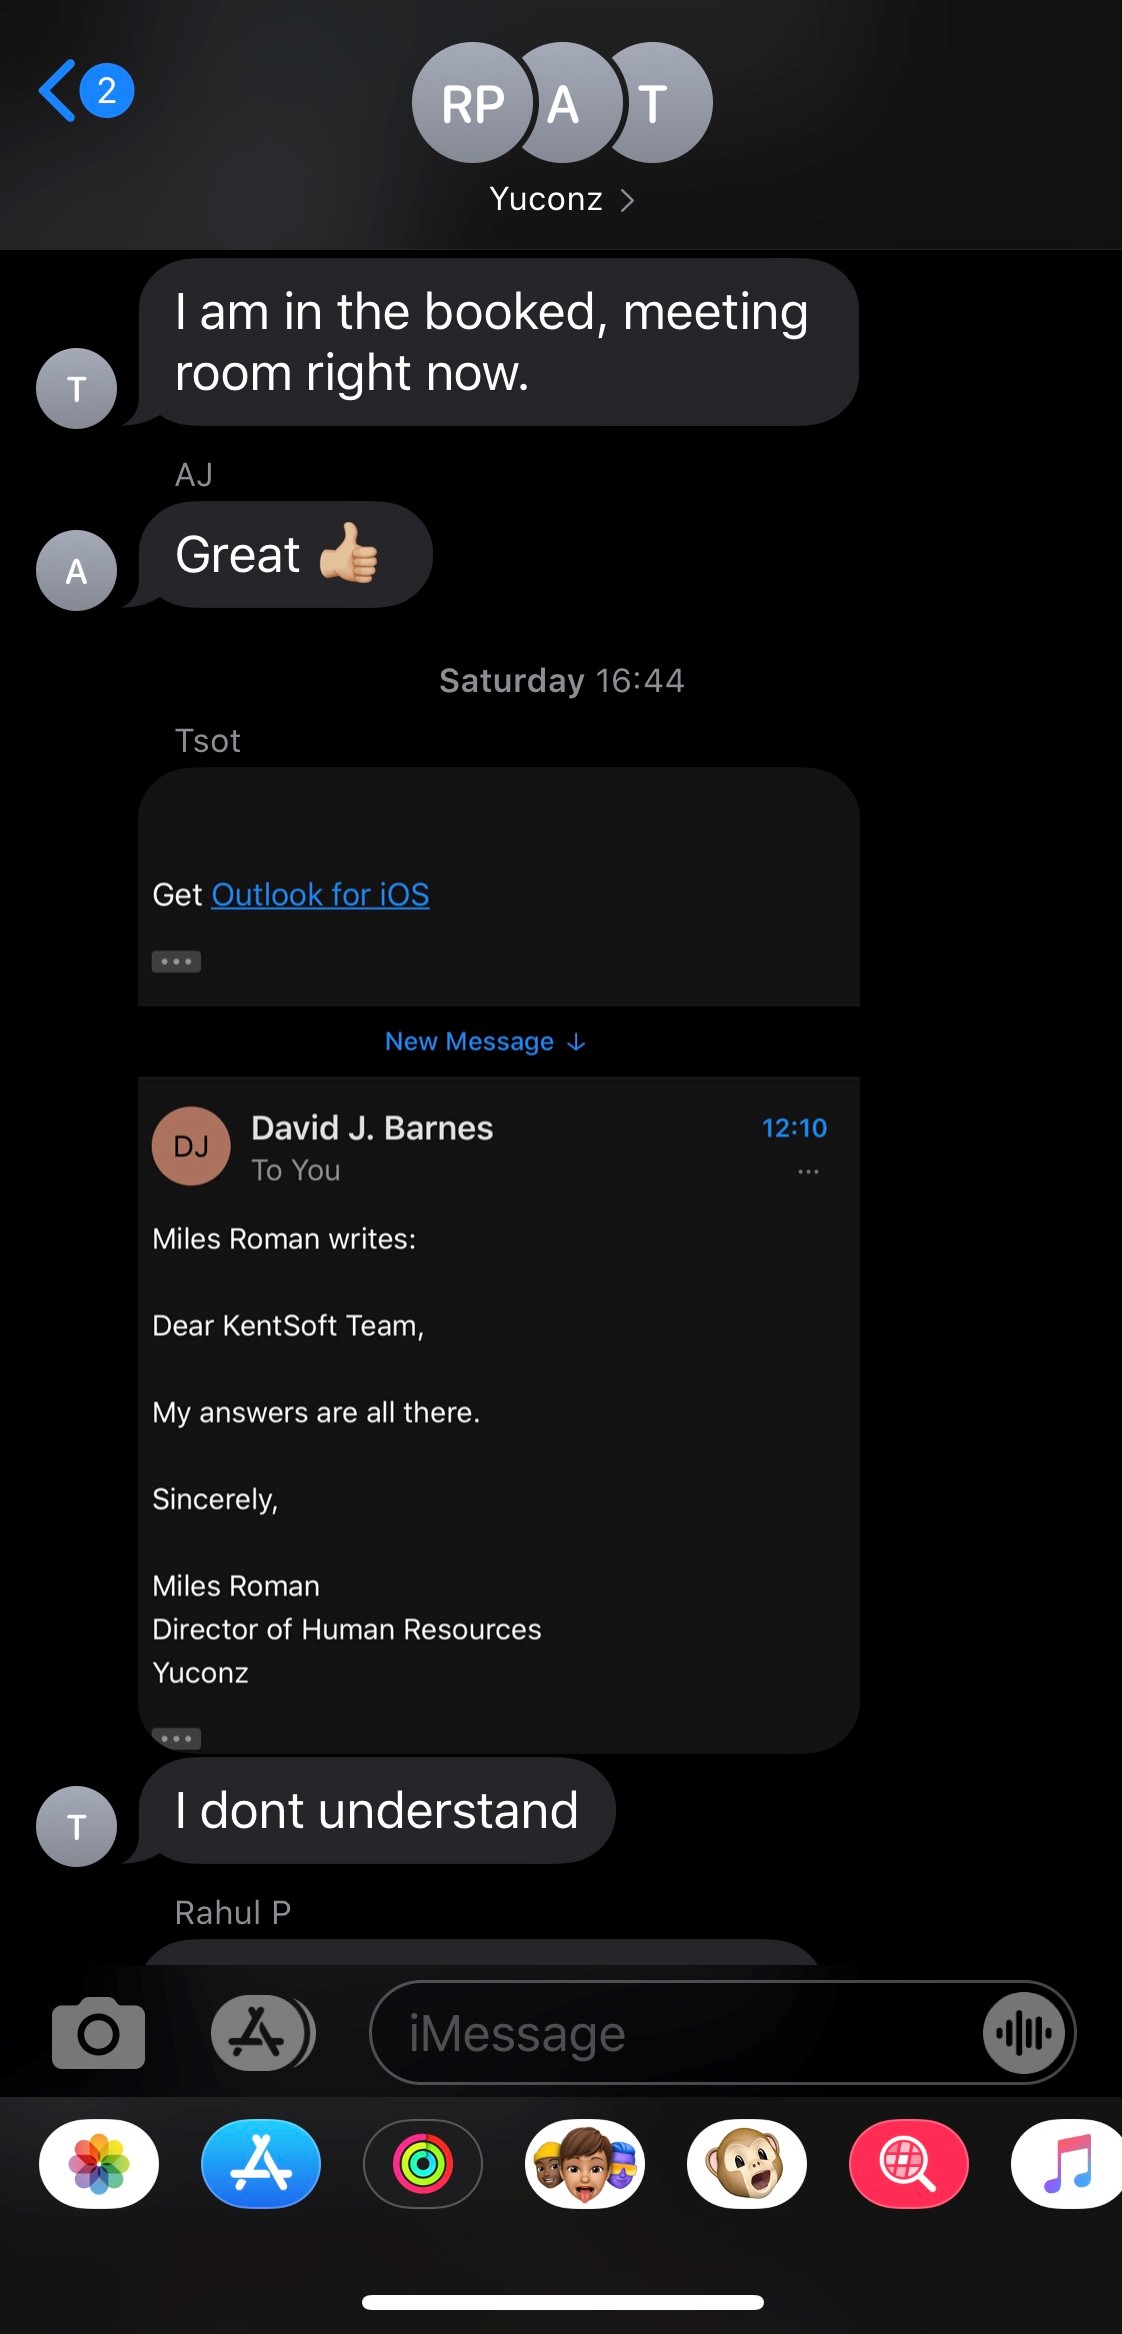 2
RP A T
Yuconz
I am in the booked, meeting
room right now.
T
AJ
Great 👍🏼
A
Saturday 16:44
Tsot
Get Outlook for iOS
New Message ↓
DJ
David J. Barnes
12:10
To You
Miles Roman writes:
Dear KentSoft Team,
My answers are all there.
Sincerely,
Miles Roman
Director of Human Resources
Yuconz
I dont understand
T
Rahul P
iMessage